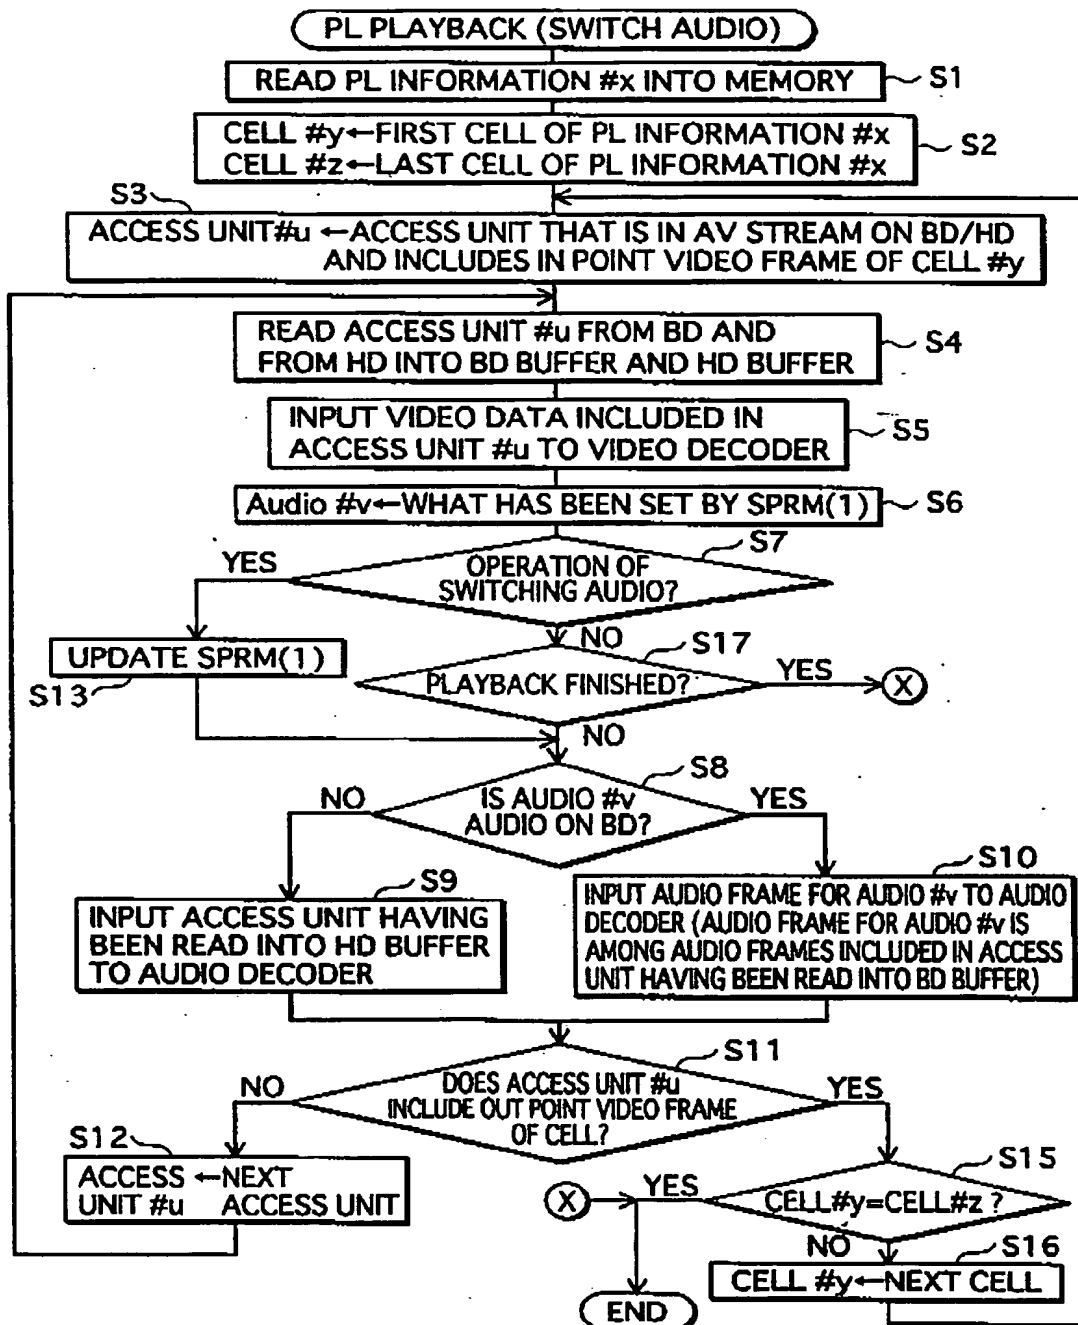 PL PLAYBACK (SWITCH AUDIO)
READ PL INFORMATION #x INTO MEMORY
S1
CELL #y←FIRST CELL OF PL INFORMATION #x
CELL #z←LAST CELL OF PL INFORMATION #x
S2
S3
ACCESS UNIT#u ←ACCESS UNIT THAT IS IN AV STREAM ON BD/HD
AND INCLUDES IN POINT VIDEO FRAME OF CELL #y
READ ACCESS UNIT #u FROM BD AND
FROM HD INTO BD BUFFER AND HD BUFFER
S4
INPUT VIDEO DATA INCLUDED IN
ACCESS UNIT #u TO VIDEO DECODER
S5
Audio #v←WHAT HAS BEEN SET BY SPRM(1)
S6
S7
YES
OPERATION OF
SWITCHING AUDIO?
NO
S17
UPDATE SPRM(1)
S13
PLAYBACK FINISHED?
YES
X
NO
S8
NO
IS AUDIO #v
AUDIO ON BD?
YES
S9
INPUT ACCESS UNIT HAVING
BEEN READ INTO HD BUFFER
TO AUDIO DECODER
S10
INPUT AUDIO FRAME FOR AUDIO #v TO AUDIO
DECODER (AUDIO FRAME FOR AUDIO #v IS
AMONG AUDIO FRAMES INCLUDED IN ACCESS
UNIT HAVING BEEN READ INTO BD BUFFER)
S11
NO
DOES ACCESS UNIT #u
INCLUDE OUT POINT VIDEO FRAME
OF CELL?
YES
S12
ACCESS ←NEXT
UNIT #u ACCESS UNIT
S15
X
YES
CELL#y=CELL#z ?
NO
S16
CELL #y←NEXT CELL
END